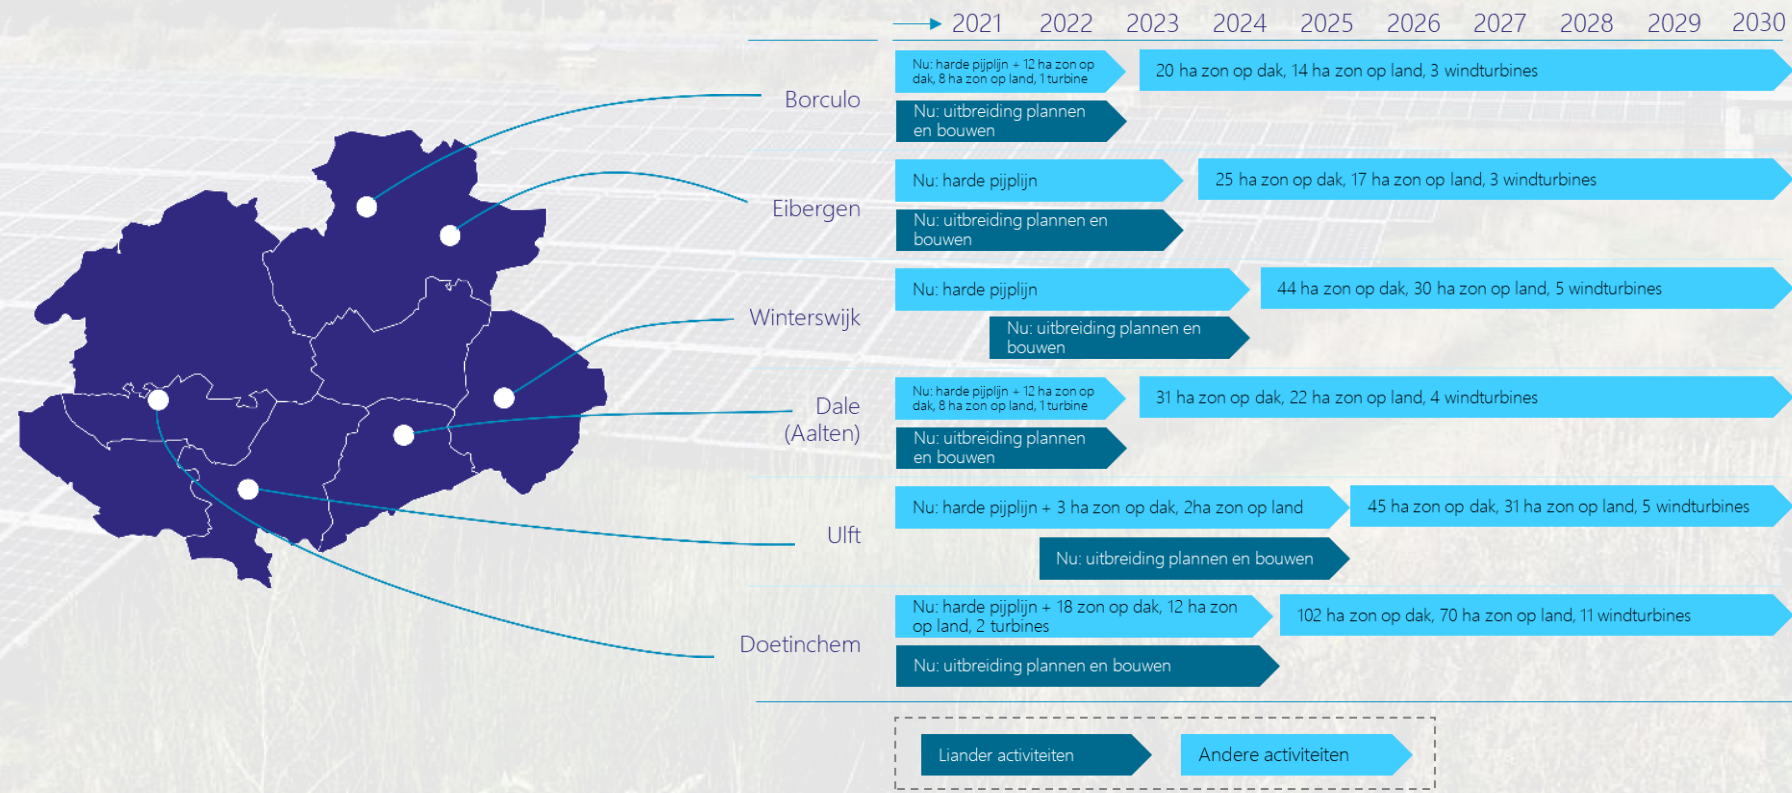 2021 2022 2023 2024 2025 2026 2027 2028 2029 2030
Borculo
Nu: harde pijplijn + 12 ha zon op
dak, 8 ha zon op land, 1 turbine
20 ha zon op dak, 14 ha zon op land, 3 windturbines
Nu: uitbreiding plannen
en bouwen
Eibergen
Nu: harde pijplijn
25 ha zon op dak, 17 ha zon op land, 3 windturbines
Nu: uitbreiding plannen en
bouwen
Winterswijk
Nu: harde pijplijn
44 ha zon op dak, 30 ha zon op land, 5 windturbines
Nu: uitbreiding plannen en
bouwen
Dale
(Aalten)
Nu: harde pijplijn + 12 ha zon op
dak, 8 ha zon op land, 1 turbine
31 ha zon op dak, 22 ha zon op land, 4 windturbines
Nu: uitbreiding plannen
en bouwen
Ulft
Nu: harde pijplijn + 3 ha zon op dak, 2ha zon op land
45 ha zon op dak, 31 ha zon op land, 5 windturbines
Nu: uitbreiding plannen en bouwen
Doetinchem
Nu: harde pijplijn + 18 zon op dak, 12 ha zon
op land, 2 turbines
102 ha zon op dak, 70 ha zon op land, 11 windturbines
Nu: uitbreiding plannen en bouwen
Liander activiteiten
Andere activiteiten